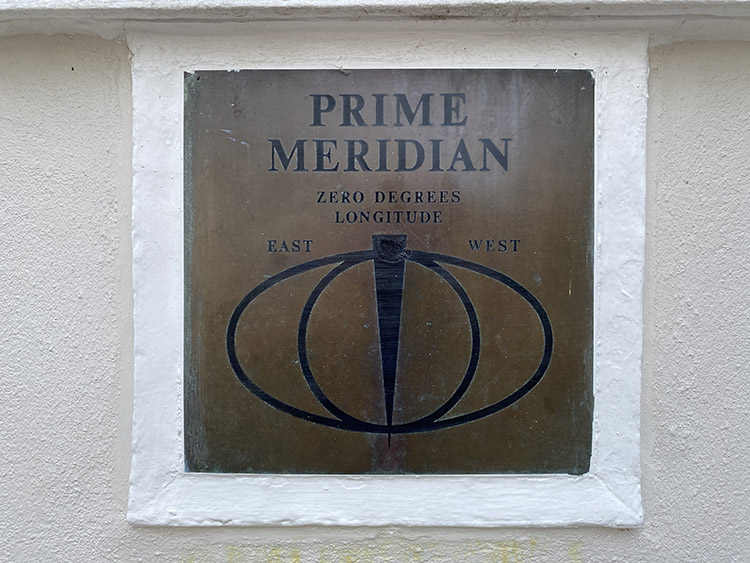 PRIME
MERIDIAN
ZERO DEGREES
LONGITUDE
EAST WEST